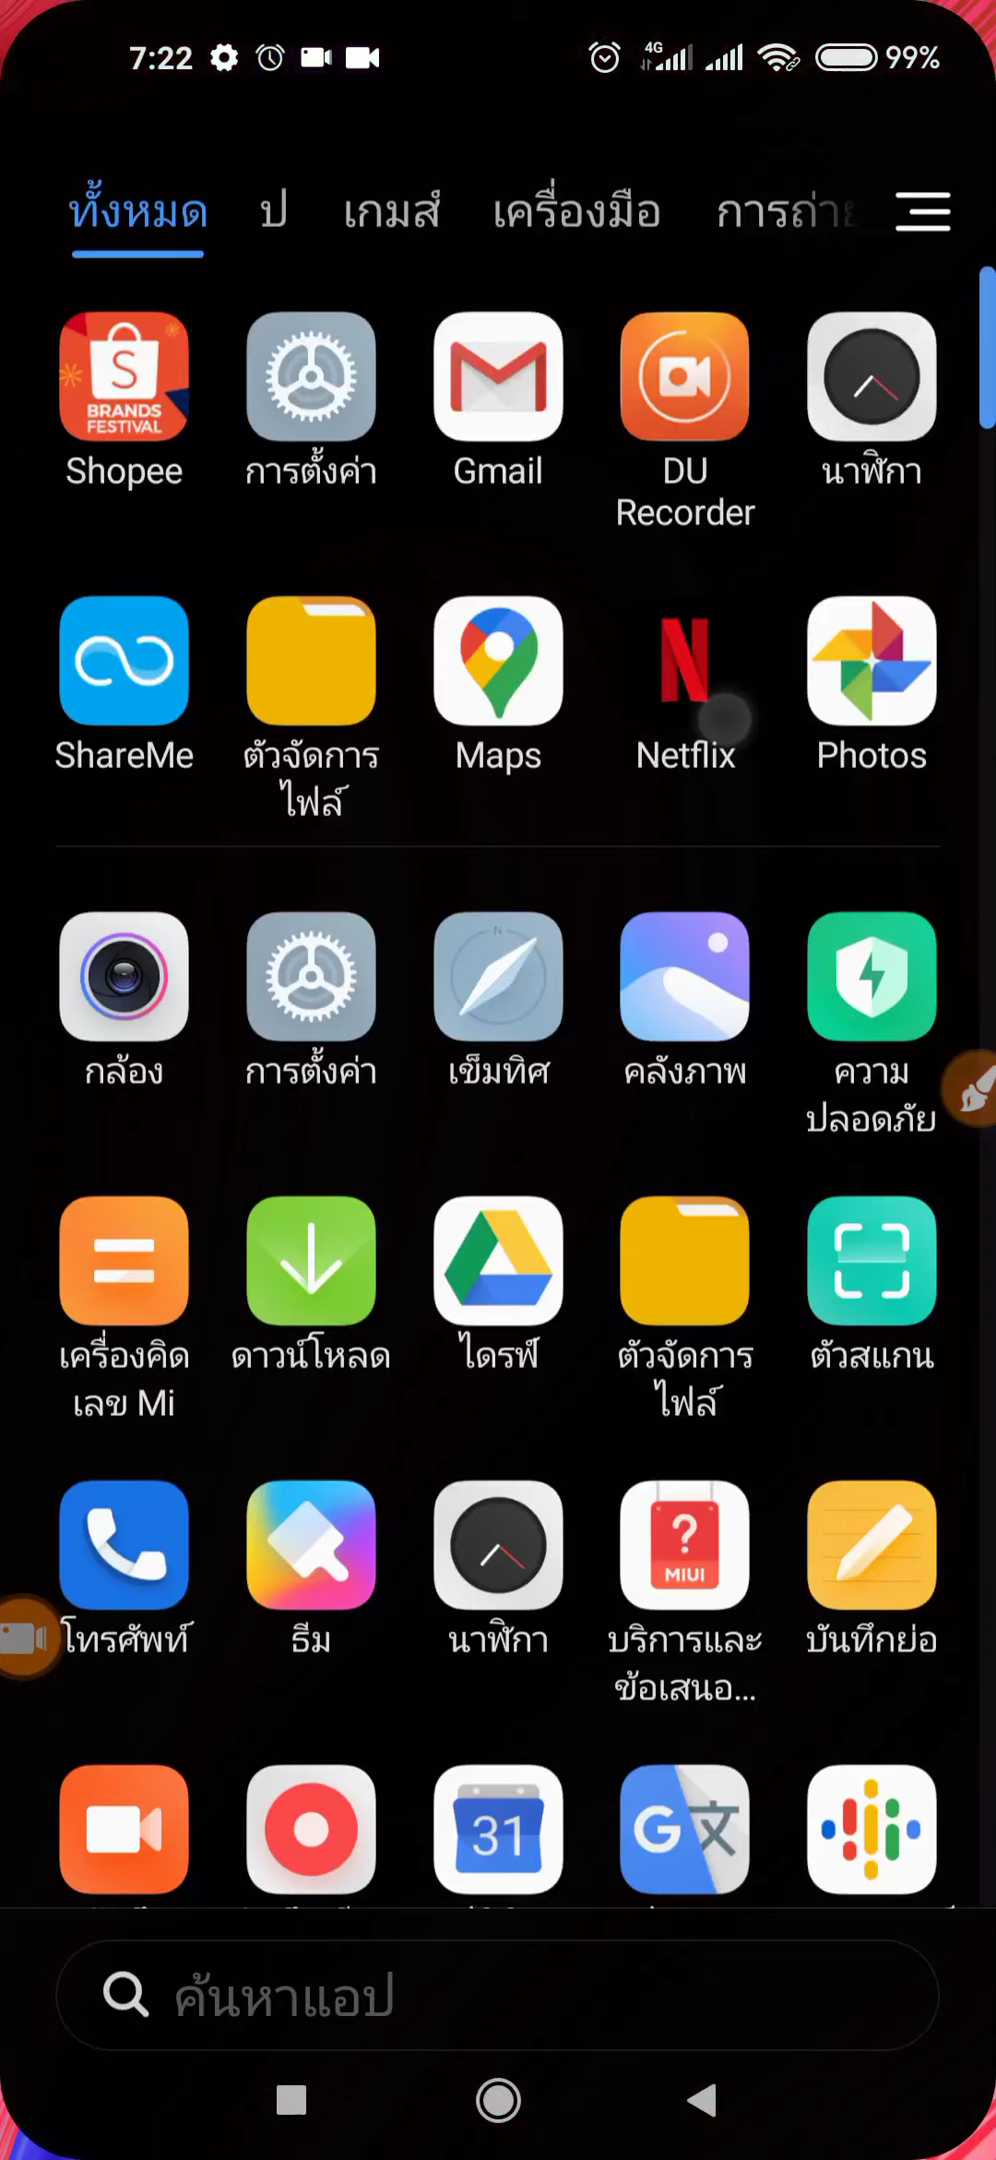 7:22 4G 99%
ทั้งหมด ป เกมส์ เครื่องมือ การถ่าย
S
BRANDS
FESTIVAL
Shopee การตั้งค่า Gmail DU นาฬิกา
Recorder
N
ShareMe ตัวจัดการ Maps Netflix Photos
ไฟล์
N
กล้อง การตั้งค่า เข็มทิศ คลังภาพ ความ
ปลอดภัย
เครื่องคิด ดาวน์โหลด ไดรฟ์ ตัวจัดการ ตัวสแกน
เลข Mi ไฟล์
?
MIUI
โทรศัพท์ ธีม นาฬิกา บริการและ บันทึกย่อ
ข้อเสนอ...
31 G 文
ค้นหาแอป